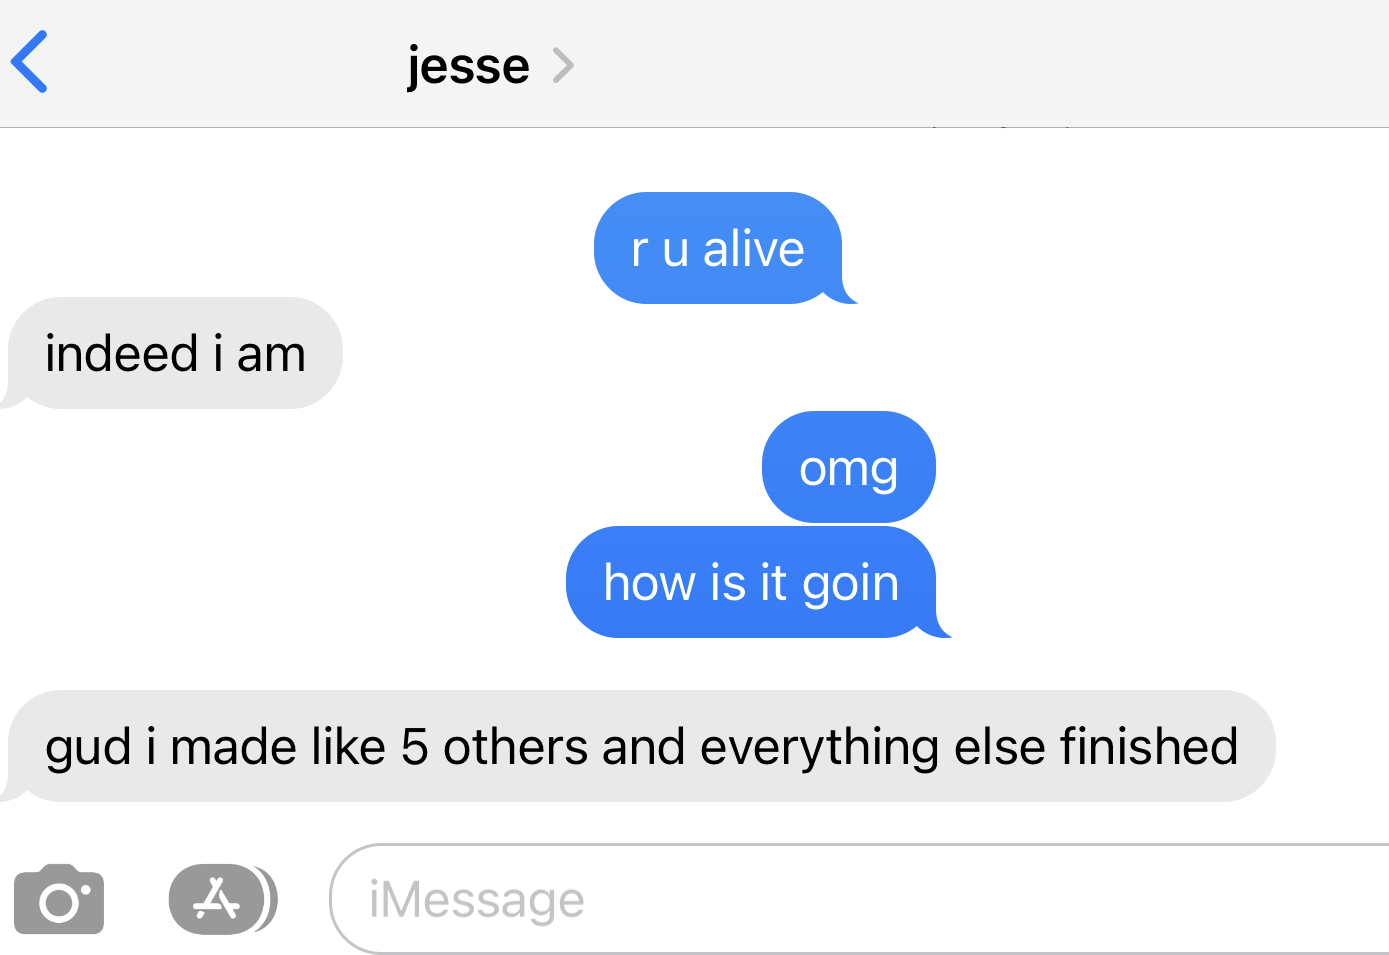 jesse
r u alive
indeed i am
omg
how is it goin
gud i made like 5 others and everything else finished
iMessage